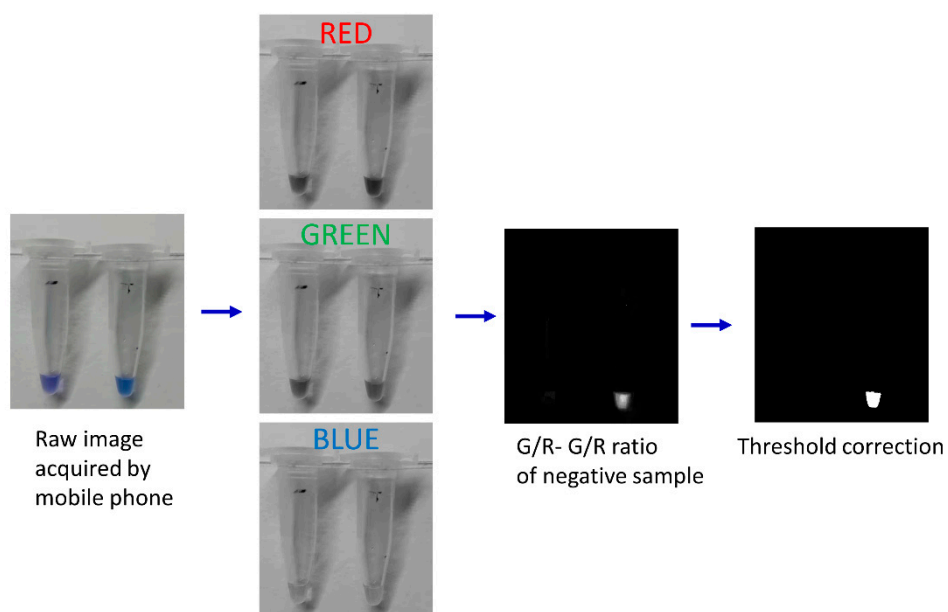 RED
GREEN
BLUE
Raw image
acquired by
mobile phone
G/R- G/R ratio
of negative sample
Threshold correction